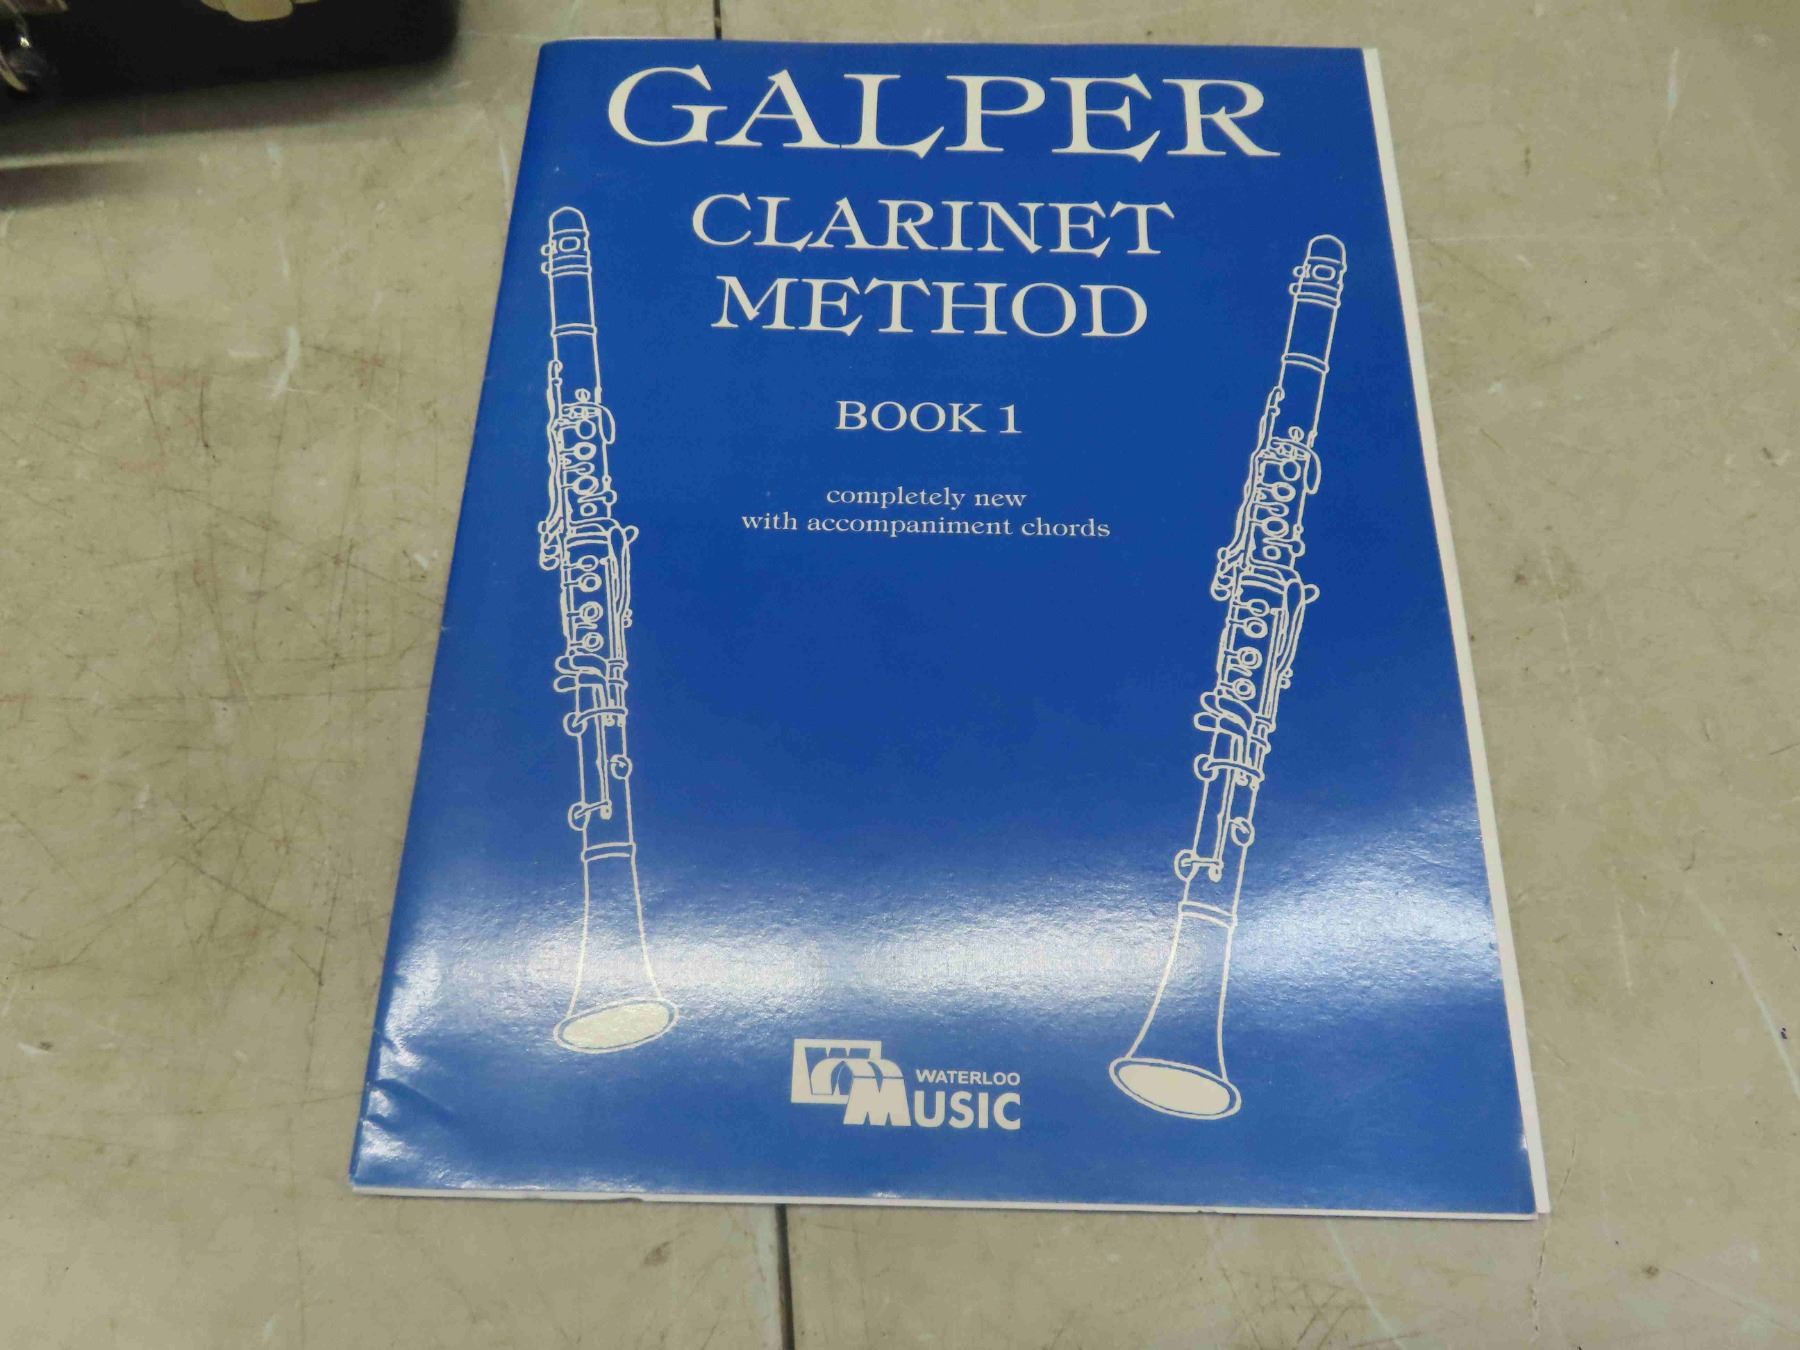 GALPER
CLARINET
METHOD
BOOK 1
completely new
with accompaniment chords
WATERLOO
MUSIC